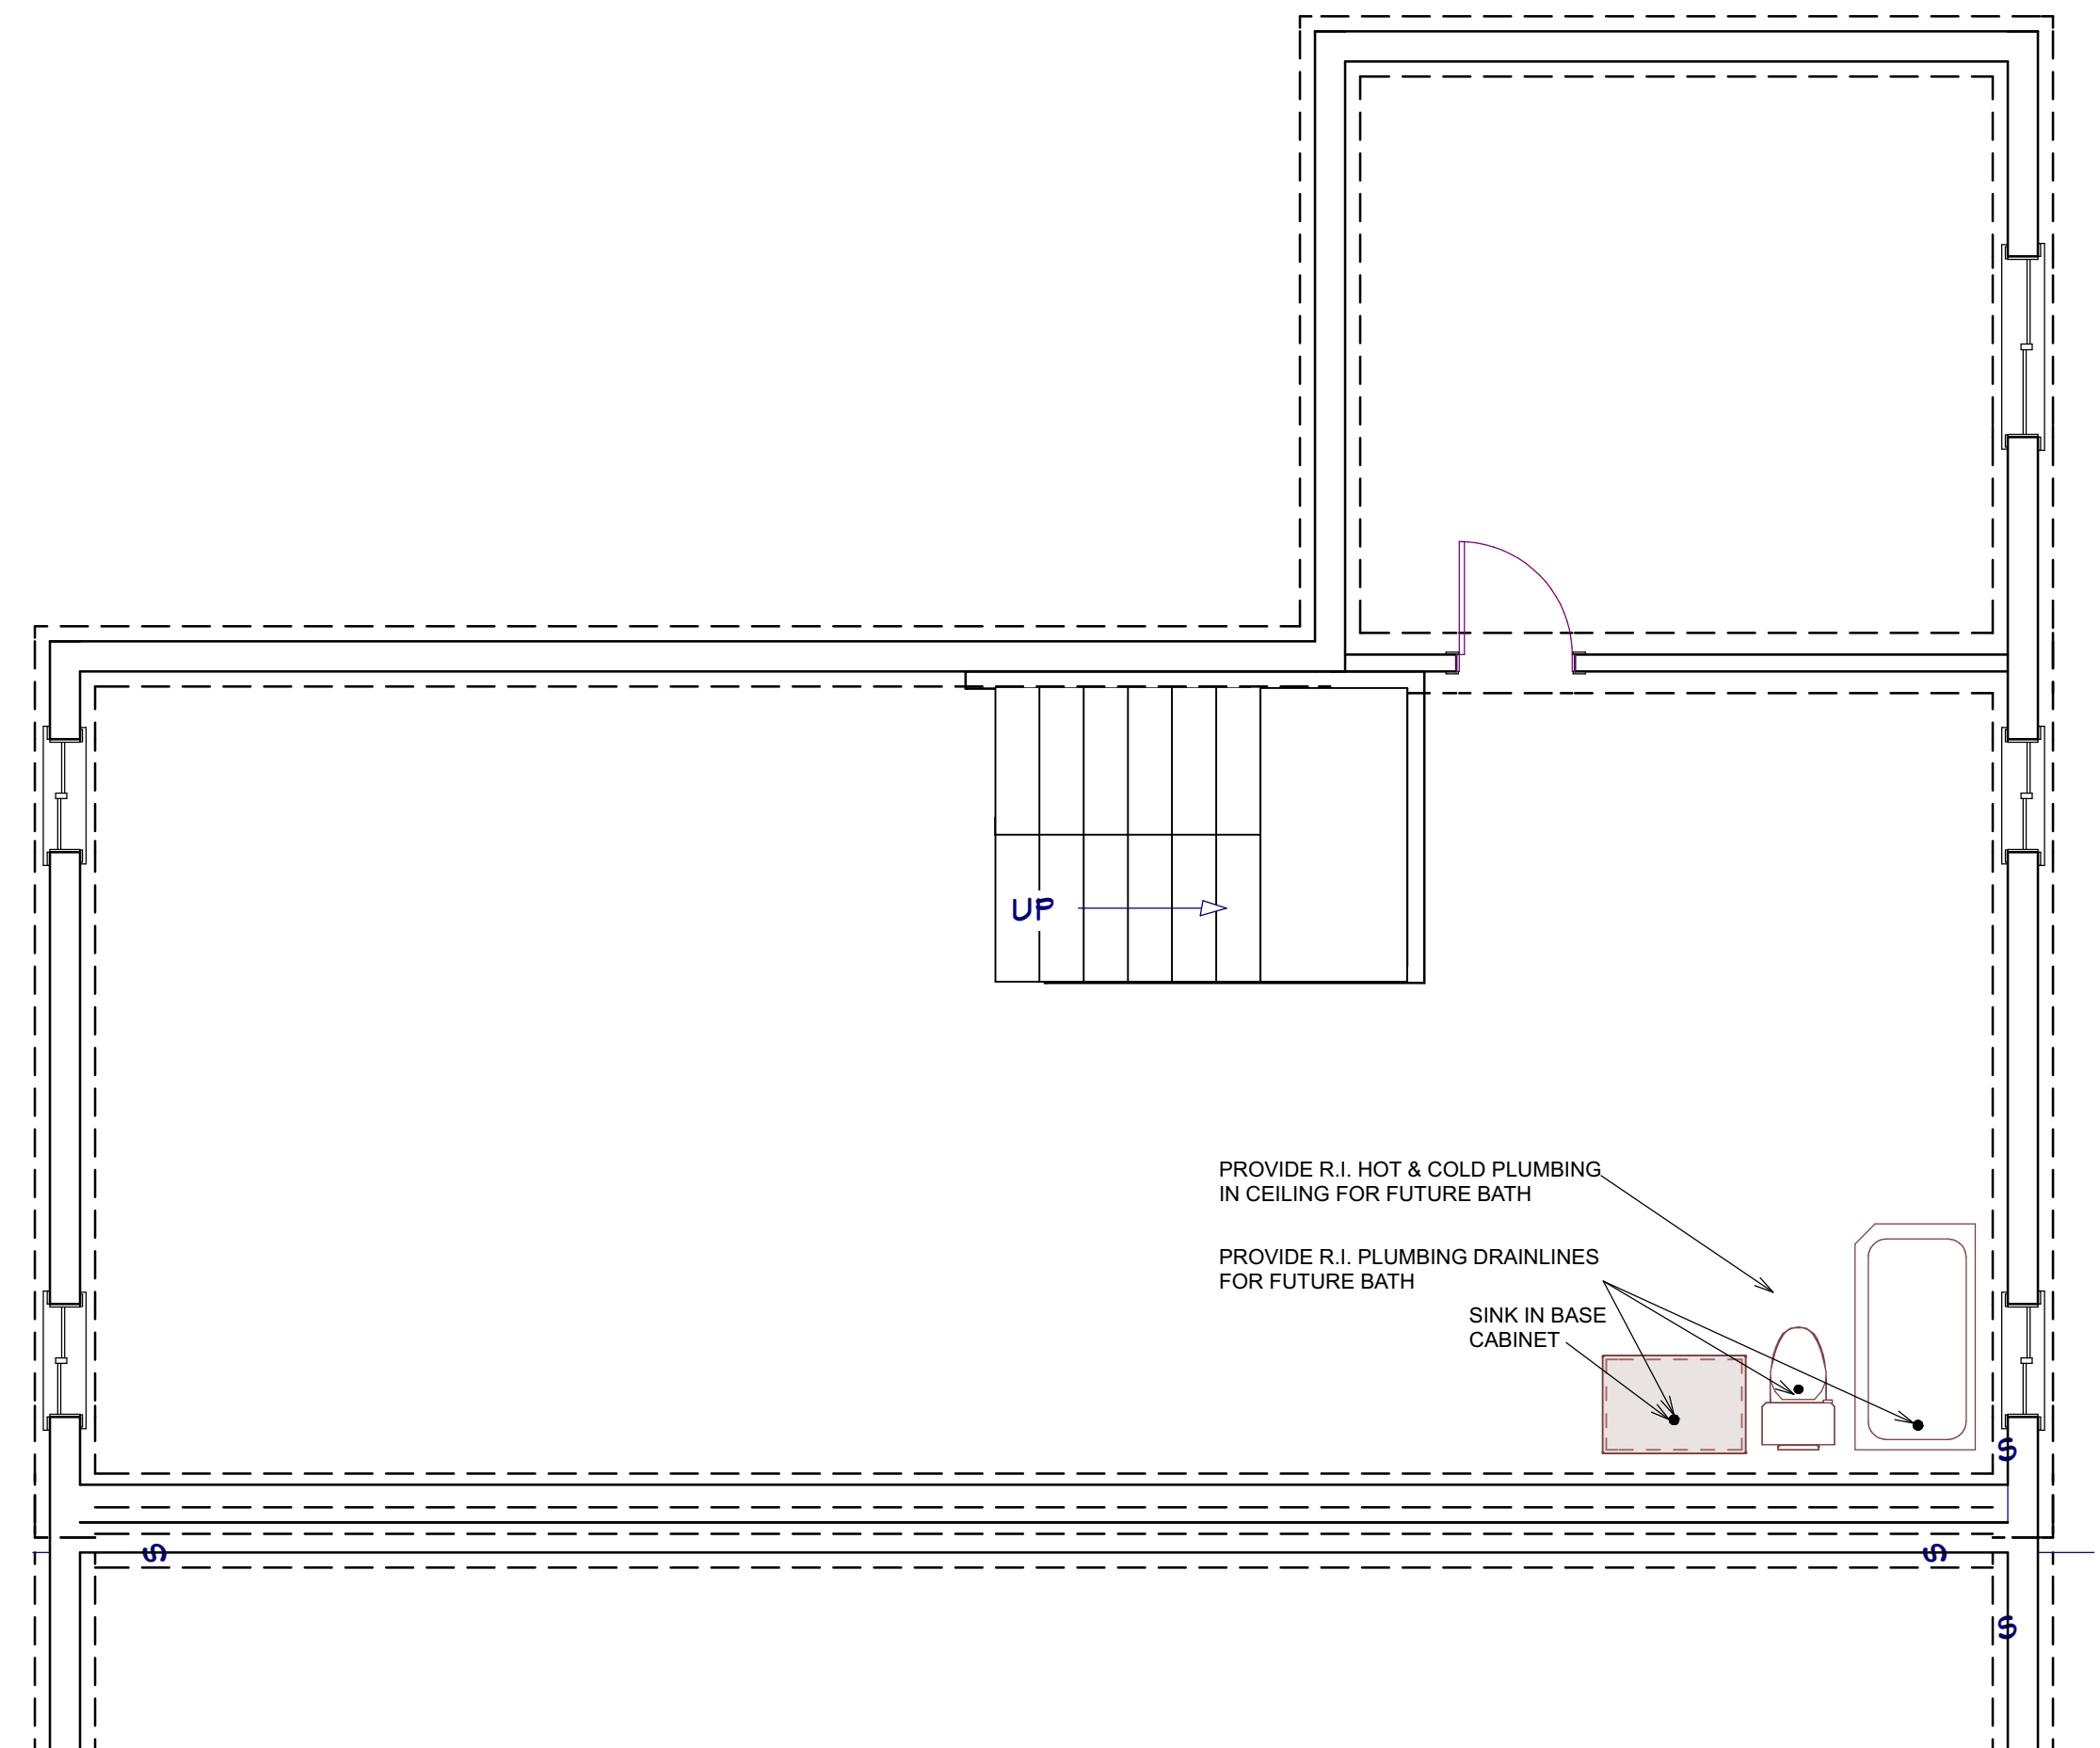 UP
PROVIDE R.I. HOT & COLD PLUMBING
IN CEILING FOR FUTURE BATH
PROVIDE R.I. PLUMBING DRAINLINES
FOR FUTURE BATH
SINK IN BASE
CABINET
S
S
S
S